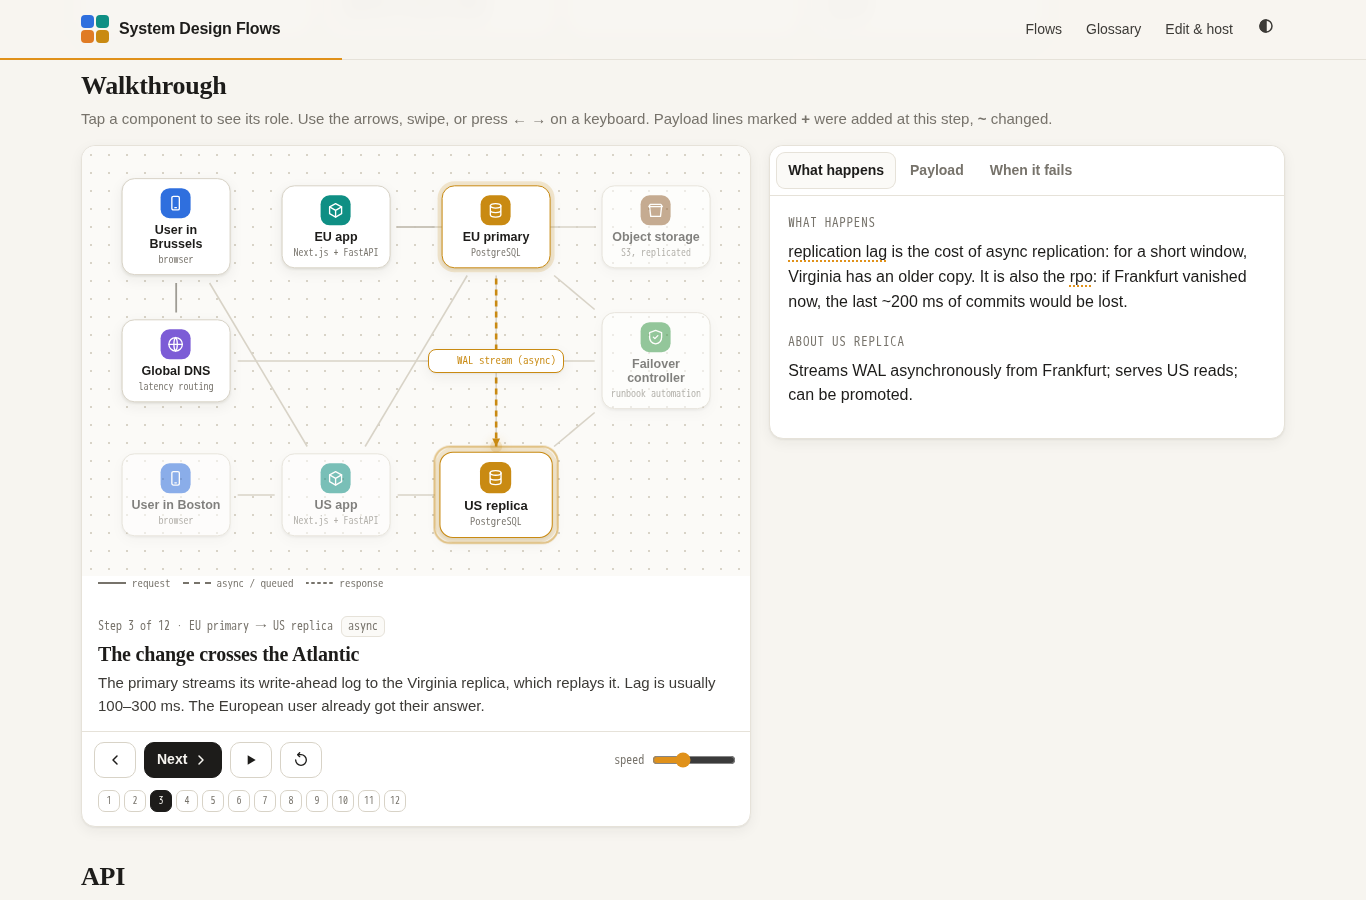 System Design Flows
Flows
Glossary
Edit & host
Walkthrough
Tap a component to see its role. Use the arrows, swipe, or press ← → on a keyboard. Payload lines marked + were added at this step, ~ changed.
User in
Brussels
browser
EU app
Next.js + FastAPI
EU primary
PostgreSQL
Object storage
S3, replicated
Global DNS
latency routing
WAL stream (async)
Failover
controller
runbook automation
User in Boston
browser
US app
Next.js + FastAPI
US replica
PostgreSQL
request
async / queued
response
Step 3 of 12 · EU primary → US replica async
The change crosses the Atlantic
The primary streams its write-ahead log to the Virginia replica, which replays it. Lag is usually
100–300 ms. The European user already got their answer.
Next
speed
1 2 3 4 5 6 7 8 9 10 11 12
What happens
Payload
When it fails
WHAT HAPPENS
replication lag is the cost of async replication: for a short window,
Virginia has an older copy. It is also the rpo: if Frankfurt vanished
now, the last ~200 ms of commits would be lost.
ABOUT US REPLICA
Streams WAL asynchronously from Frankfurt; serves US reads;
can be promoted.
API